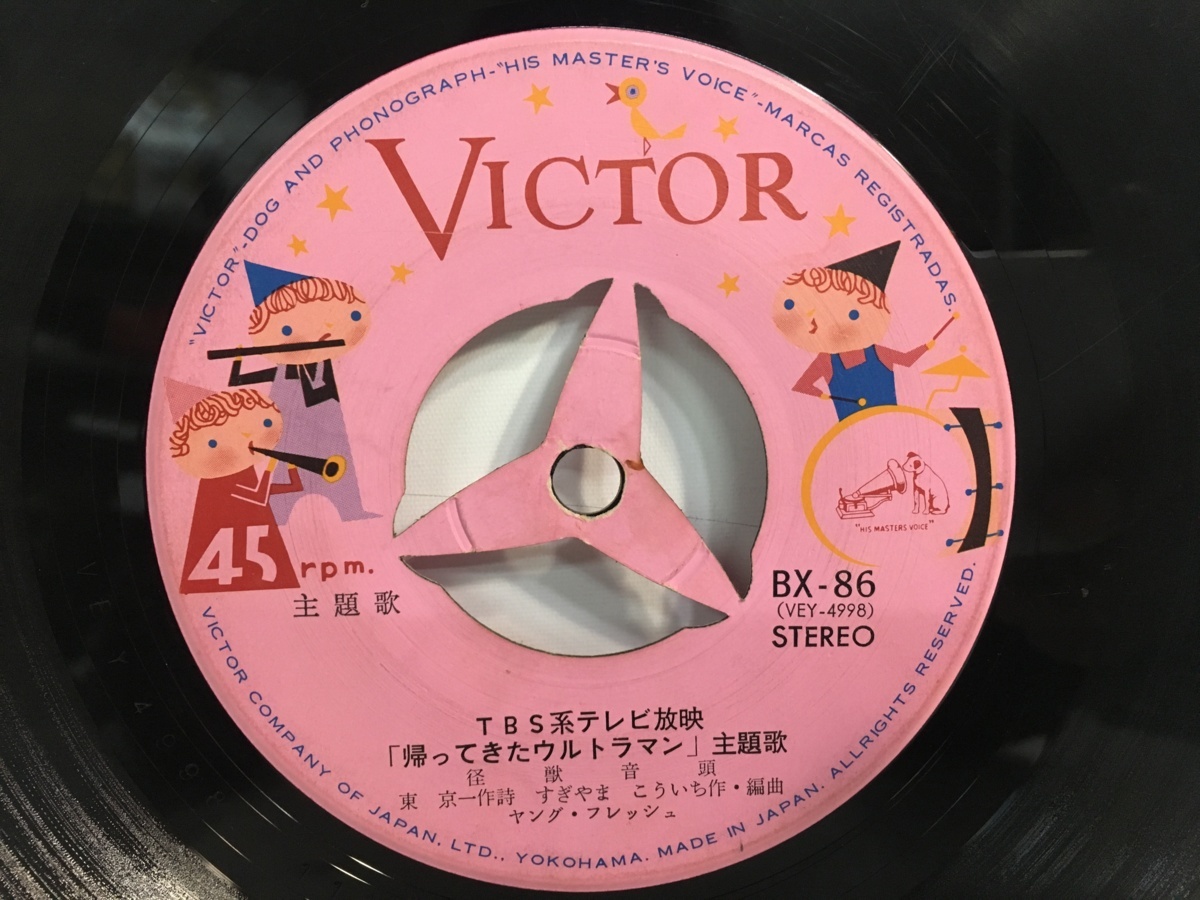 "VICTOR"-DOG AND PHONOGRAPH-"HIS MASTER'S VOICE"-MARCAS REGISTRADAS.
VICTOR
"HIS MASTERS VOICE"
45 rpm.
主題歌
BX-86
(VEY-4998)
STEREO
TBS系テレビ放映
「帰ってきたウルトラマン」主題歌
径獣音頭
東 京一作詩 すぎやま こういち作・編曲
ヤング・フレッシュ
VICTOR COMPANY OF JAPAN, LTD., YOKOHAMA. MADE IN JAPAN. ALLRIGHTS RESERVED.